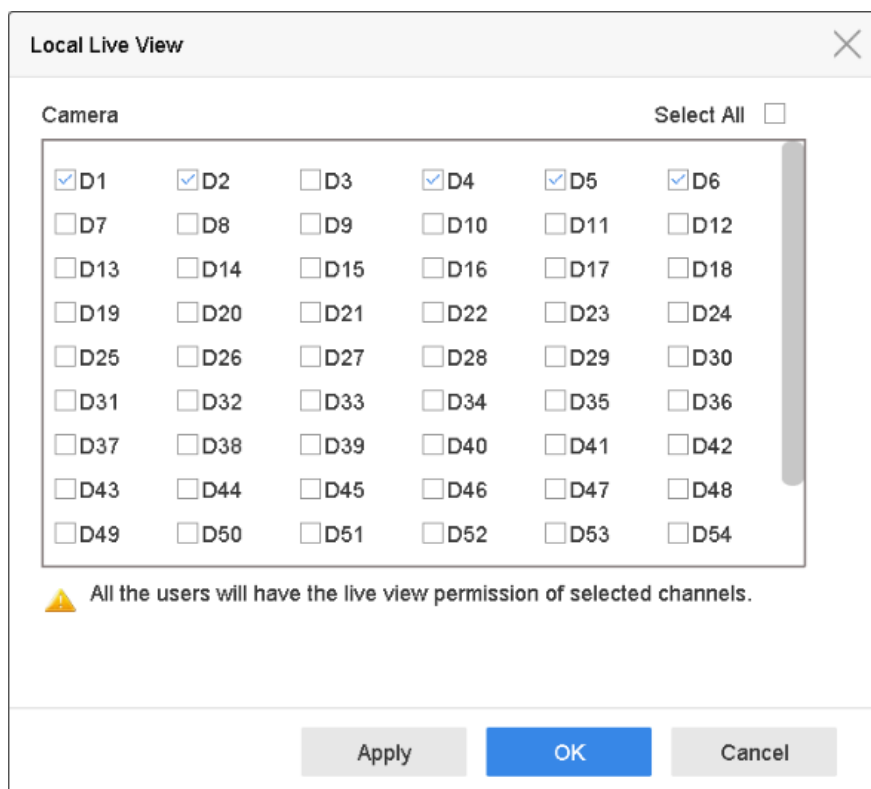 Local Live View
Camera Select All
D1 D2 D3 D4 D5 D6
D7 D8 D9 D10 D11 D12
D13 D14 D15 D16 D17 D18
D19 D20 D21 D22 D23 D24
D25 D26 D27 D28 D29 D30
D31 D32 D33 D34 D35 D36
D37 D38 D39 D40 D41 D42
D43 D44 D45 D46 D47 D48
D49 D50 D51 D52 D53 D54
All the users will have the live view permission of selected channels.
Apply OK Cancel